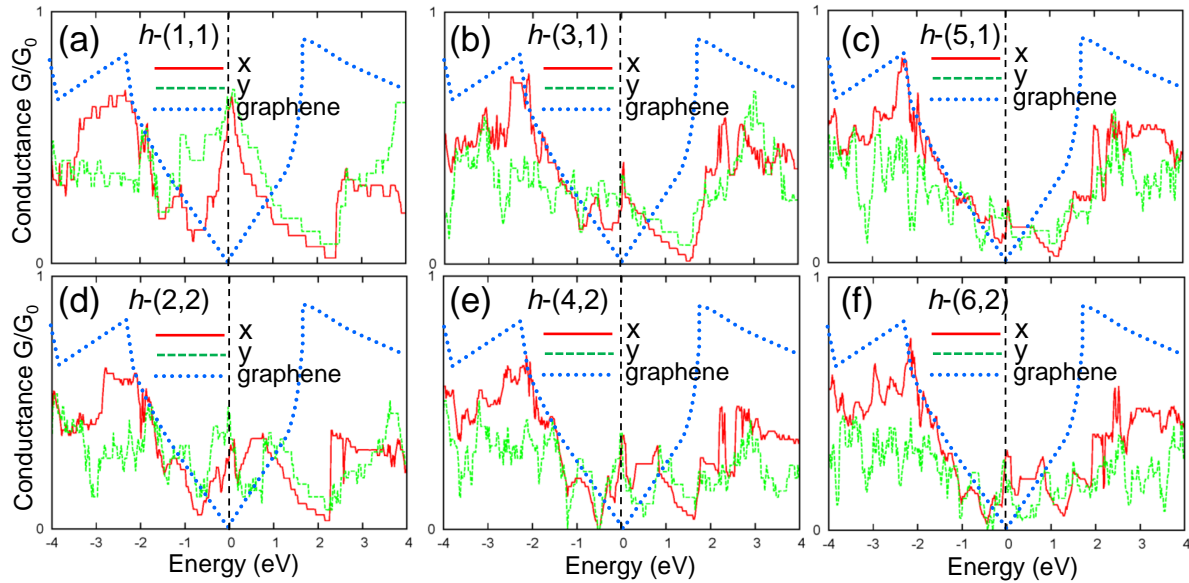 1 (a) h-(1,1) 1 (b) h-(3,1) 1 (c) h-(5,1)
x x x
y y y
graphene graphene graphene
Conductance G/G0
0 0 0
-4 -3 -2 -1 0 1 2 3 4 -4 -3 -2 -1 0 1 2 3 4 -4 -3 -2 -1 0 1 2 3 4
1 (d) h-(2,2) 1 (e) h-(4,2) 1 (f) h-(6,2)
x x x
y y y
graphene graphene graphene
Conductance G/G0
0 0 0
-4 -3 -2 -1 0 1 2 3 4 -4 -3 -2 -1 0 1 2 3 4 -4 -3 -2 -1 0 1 2 3 4
Energy (eV) Energy (eV) Energy (eV)